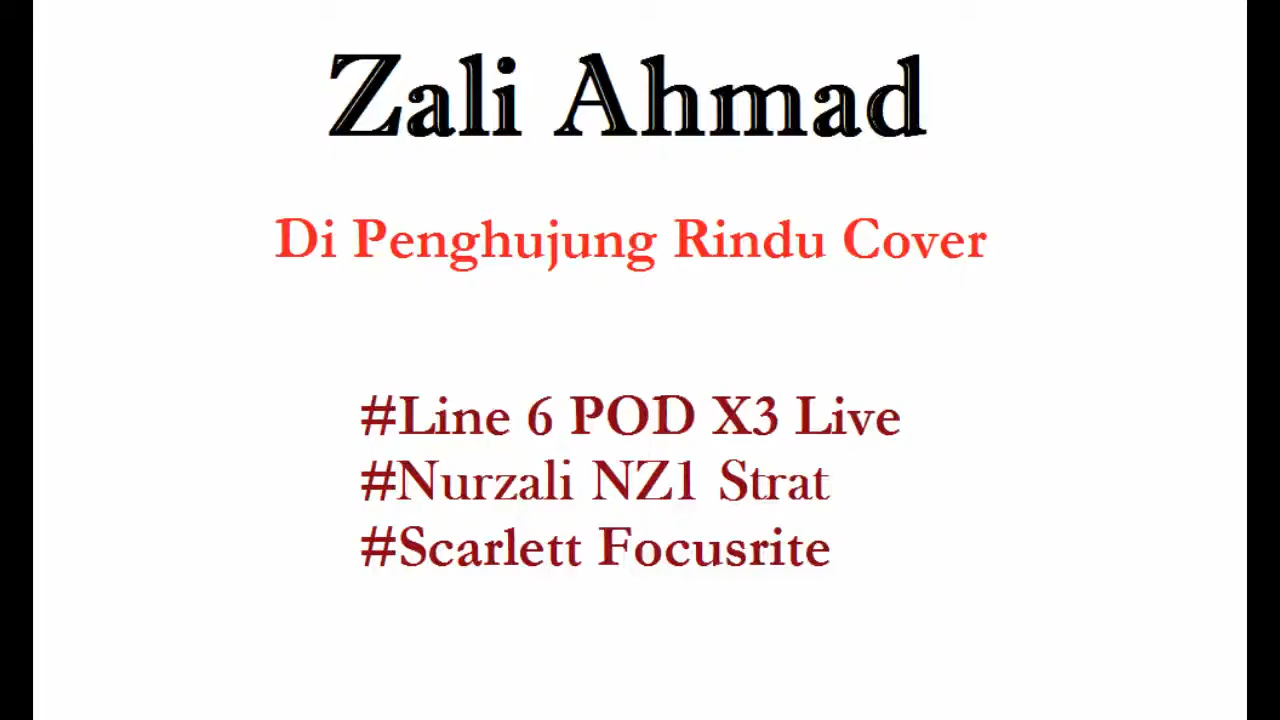 Zali Ahmad
Di Penghujung Rindu Cover
#Line 6 POD X3 Live
#Nurzali NZ1 Strat
#Scarlett Focusrite